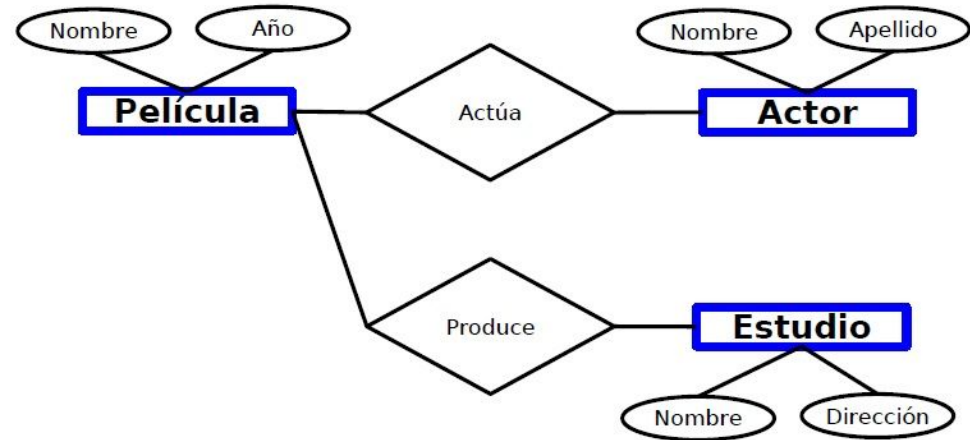 Nombre
Año
Nombre
Apellido
Película
Actúa
Actor
Produce
Estudio
Nombre
Dirección